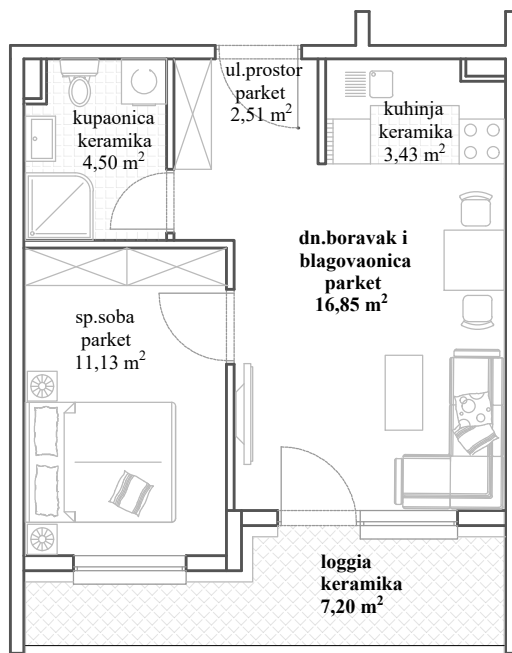 ul.prostor
parket
2,51 m²
kupaonica
keramika
4,50 m²
kuhinja
keramika
3,43 m²
dn.boravak i
blagovaonica
parket
16,85 m²
sp.soba
parket
11,13 m²
loggia
keramika
7,20 m²